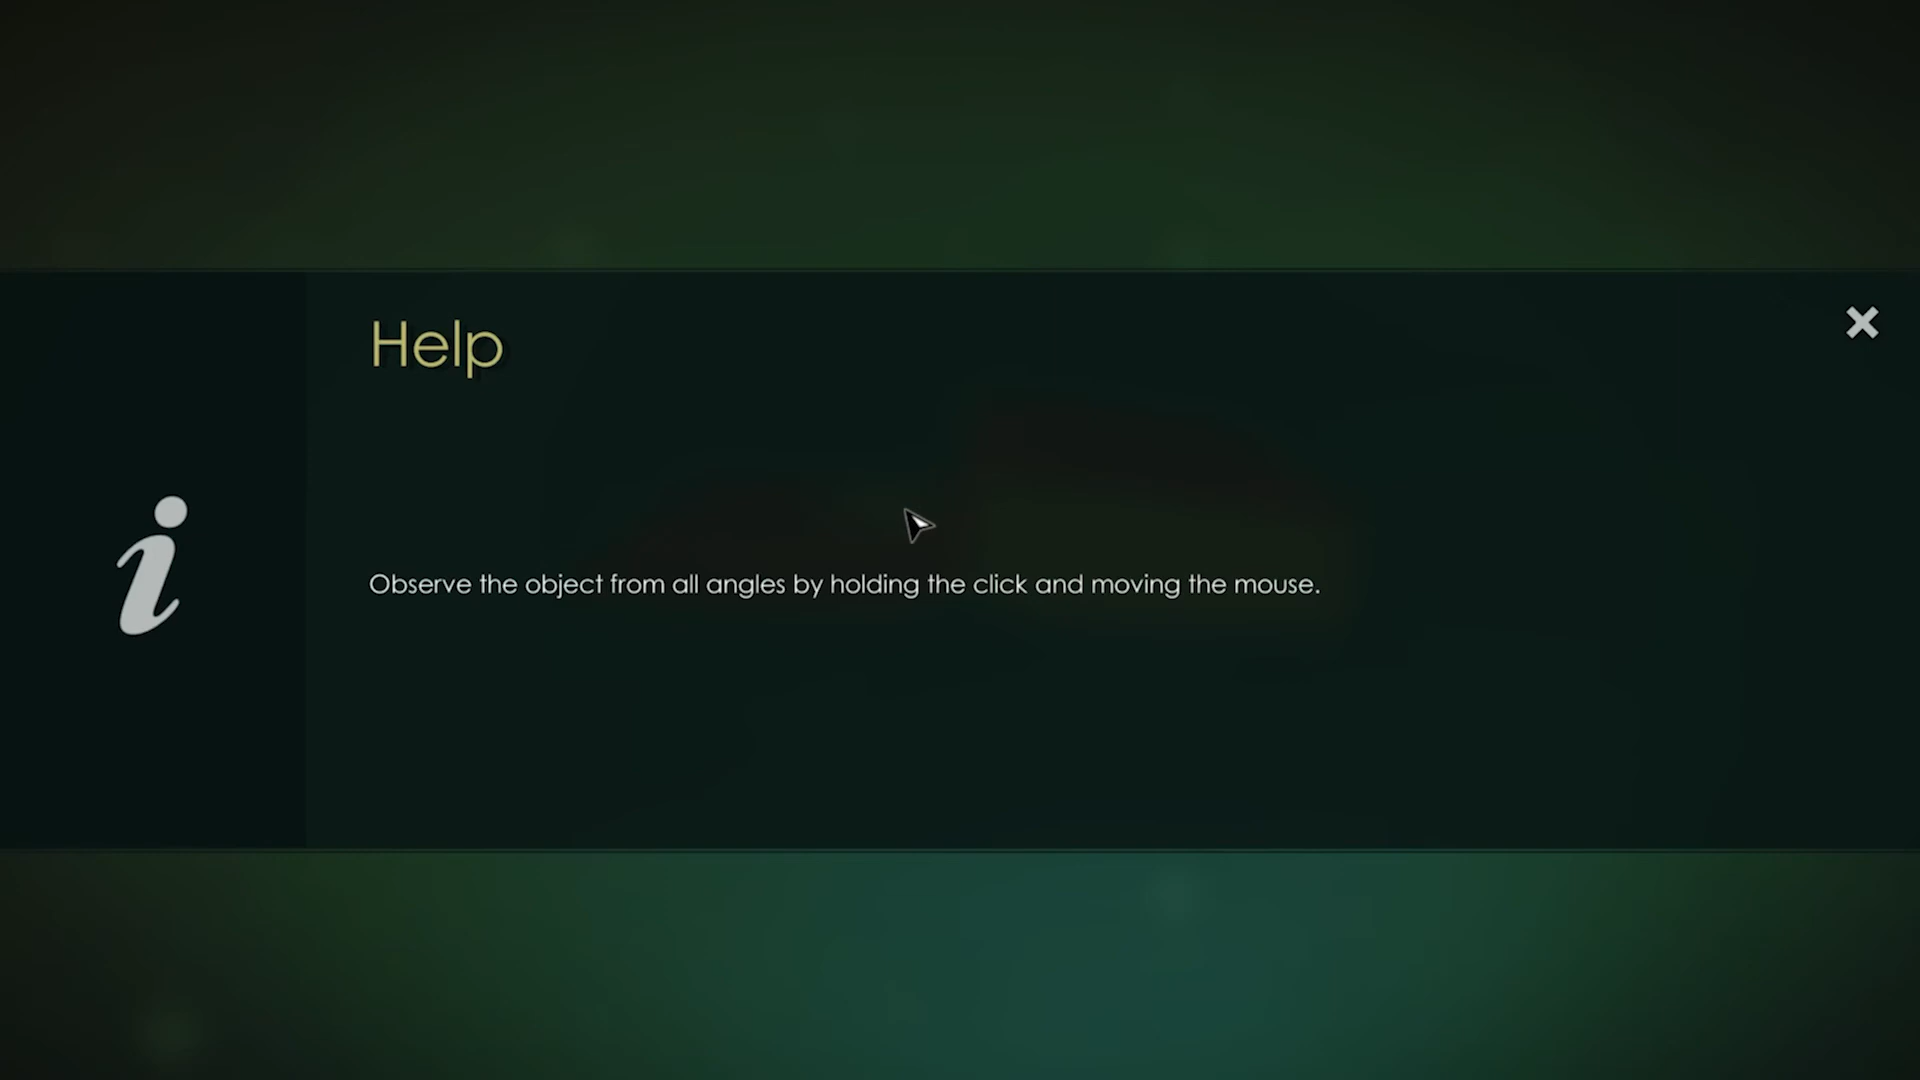 Help
Observe the object from all angles by holding the click and moving the mouse.